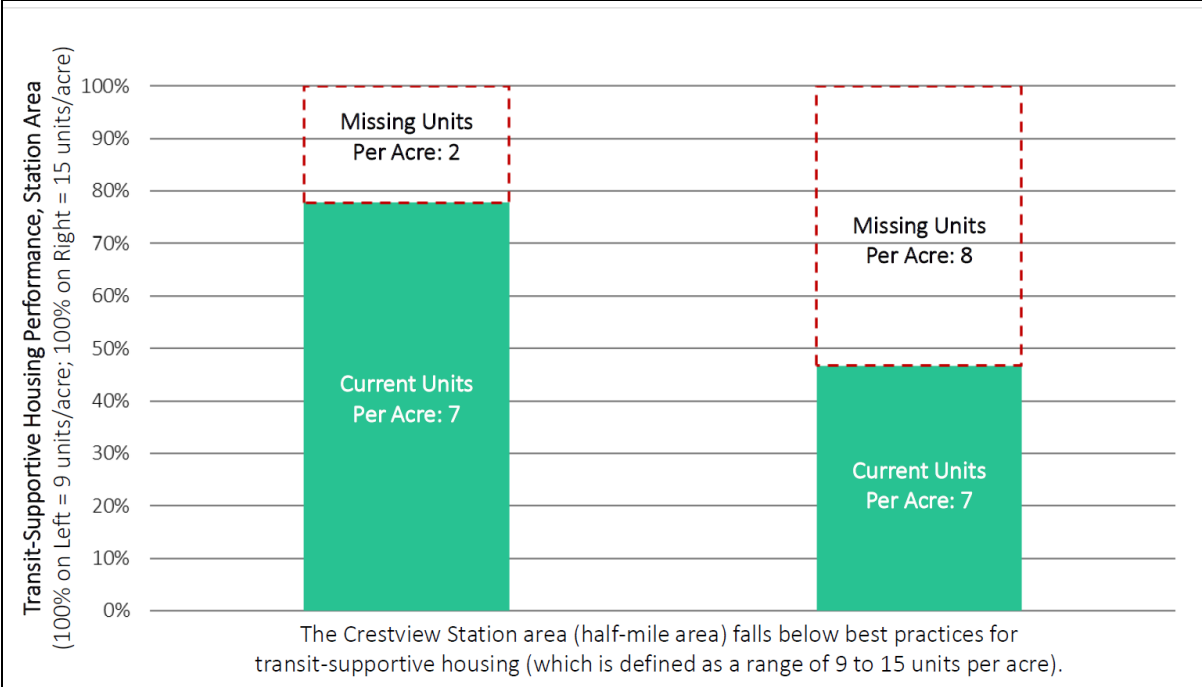 Transit-Supportive Housing Performance, Station Area
(100% on Left = 9 units/acre; 100% on Right = 15 units/acre)
100%
90%
80%
70%
60%
50%
40%
30%
20%
10%
0%
Missing Units
Per Acre: 2
Current Units
Per Acre: 7
Missing Units
Per Acre: 8
Current Units
Per Acre: 7
The Crestview Station area (half-mile area) falls below best practices for
transit-supportive housing (which is defined as a range of 9 to 15 units per acre).